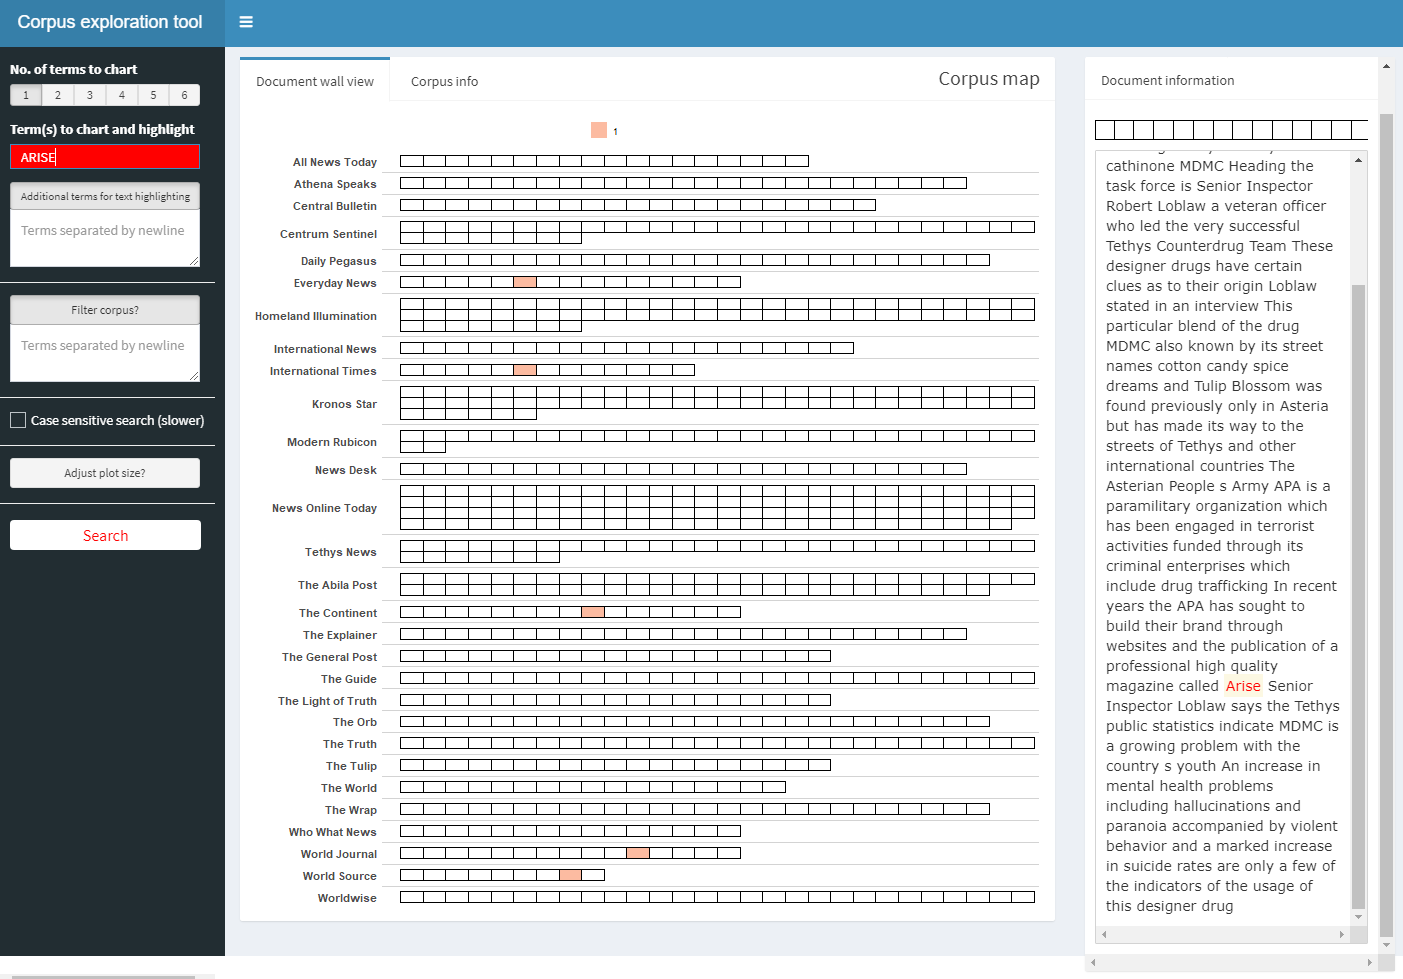 Corpus exploration tool
No. of terms to chart
1 2 3 4 5 6
Term(s) to chart and highlight
ARISE
Additional terms for text highlighting
Terms separated by newline
Filter corpus?
Terms separated by newline
Case sensitive search (slower)
Adjust plot size?
Search
Document wall view
Corpus info
Corpus map
1
All News Today
Athena Speaks
Central Bulletin
Centrum Sentinel
Daily Pegasus
Everyday News
Homeland Illumination
International News
International Times
Kronos Star
Modern Rubicon
News Desk
News Online Today
Tethys News
The Abila Post
The Continent
The Explainer
The General Post
The Guide
The Light of Truth
The Orb
The Truth
The Tulip
The World
The Wrap
Who What News
World Journal
World Source
Worldwise
Document information
cathinone MDMC Heading the
task force is Senior Inspector
Robert Loblaw a veteran officer
who led the very successful
Tethys Counterdrug Team These
designer drugs have certain
clues as to their origin Loblaw
stated in an interview This
particular blend of the drug
MDMC also known by its street
names cotton candy spice
dreams and Tulip Blossom was
found previously only in Asteria
but has made its way to the
streets of Tethys and other
international countries The
Asterian People s Army APA is a
paramilitary organization which
has been engaged in terrorist
activities funded through its
criminal enterprises which
include drug trafficking In recent
years the APA has sought to
build their brand through
websites and the publication of a
professional high quality
magazine called Arise Senior
Inspector Loblaw says the Tethys
public statistics indicate MDMC is
a growing problem with the
country s youth An increase in
mental health problems
including hallucinations and
paranoia accompanied by violent
behavior and a marked increase
in suicide rates are only a few of
the indicators of the usage of
this designer drug